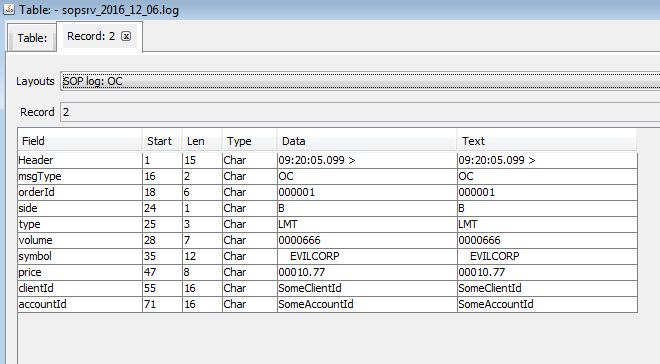 Table: - sopsrv_2016_12_06.log
Table: Record: 2
Layouts SOP log: OC
Record 2
Field Start Len Type Data Text
Header 1 15 Char 09:20:05.099 > 09:20:05.099 >
msgType 16 2 Char OC OC
orderId 18 6 Char 000001 000001
side 24 1 Char B B
type 25 3 Char LMT LMT
volume 28 7 Char 0000666 0000666
symbol 35 12 Char EVILCORP EVILCORP
price 47 8 Char 00010.77 00010.77
clientId 55 16 Char SomeClientId SomeClientId
accountId 71 16 Char SomeAccountId SomeAccountId